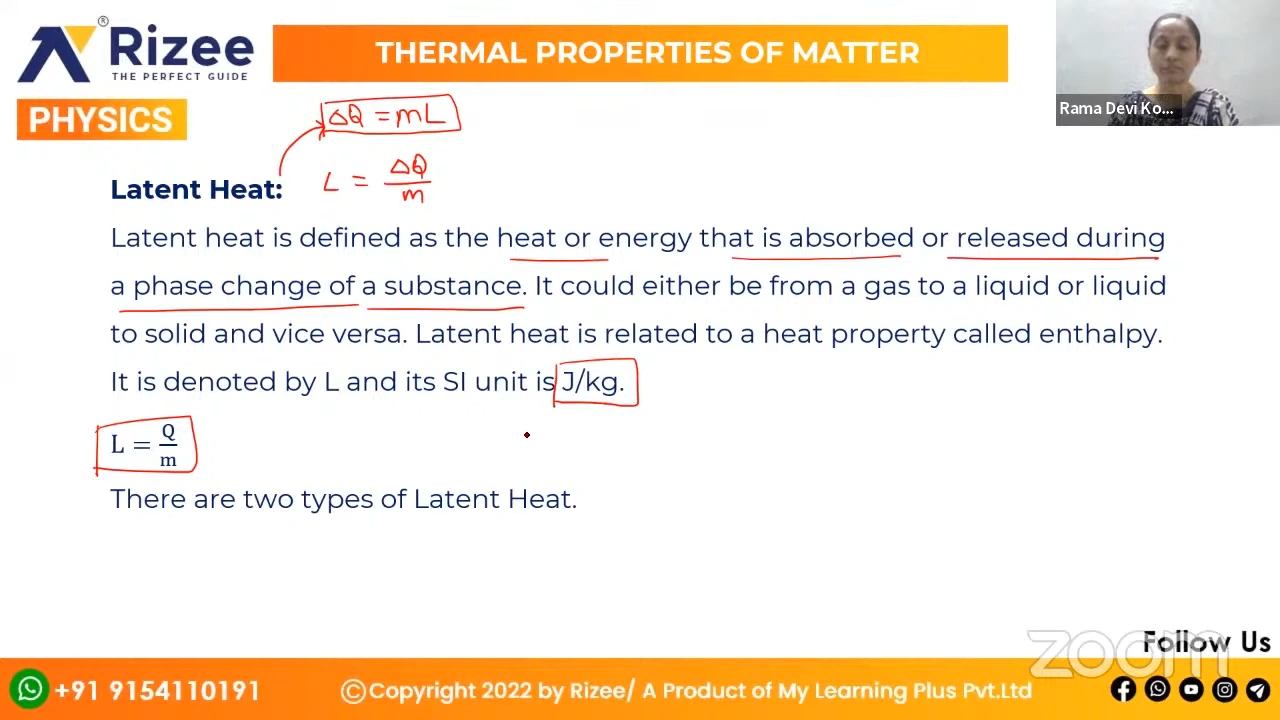 Rizee
®
THE PERFECT GUIDE
THERMAL PROPERTIES OF MATTER
Rama Devi Ko...
PHYSICS
ΔQ = mL
L = ΔQ/m
Latent Heat:
Latent heat is defined as the heat or energy that is absorbed or released during
a phase change of a substance. It could either be from a gas to a liquid or liquid
to solid and vice versa. Latent heat is related to a heat property called enthalpy.
It is denoted by L and its SI unit is J/kg.
L = Q/m
There are two types of Latent Heat.
zoom
Follow Us
+91 9154110191
©Copyright 2022 by Rizee/ A Product of My Learning Plus Pvt.Ltd